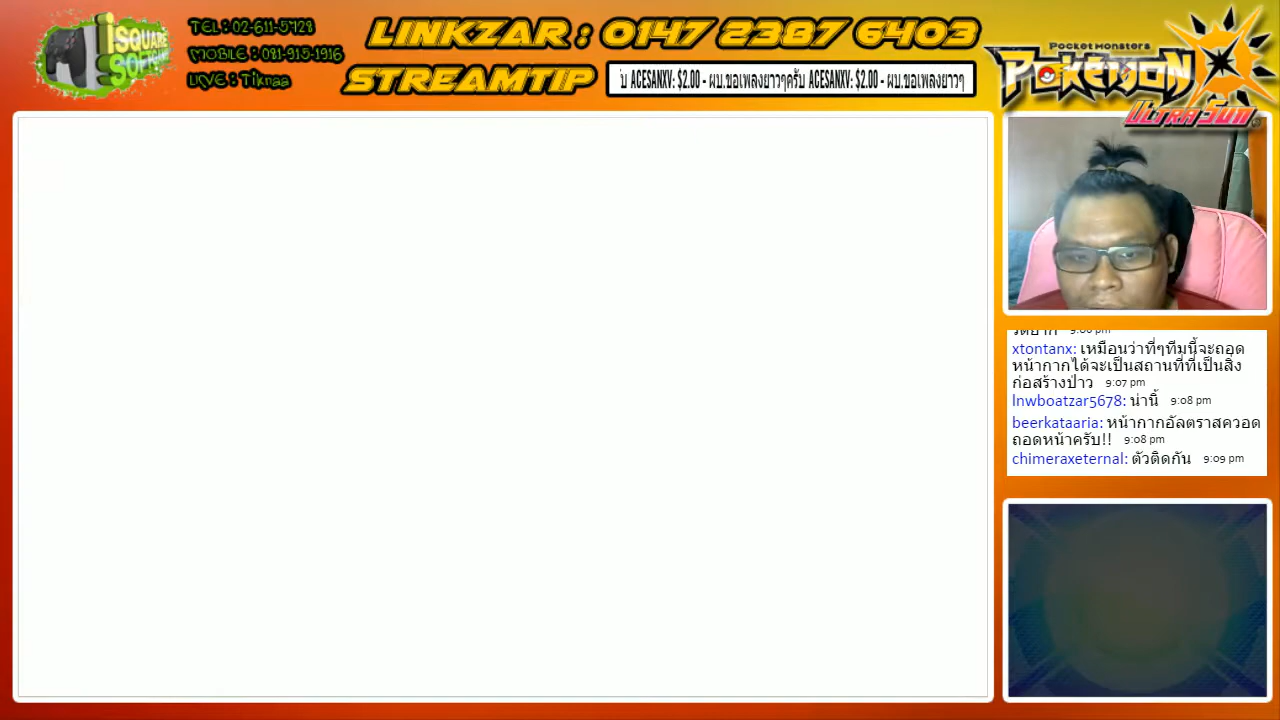 iSQUARE
SOFTGAME
TEL : 02-611-5728
MOBILE : 081-915-1916
LINE : Tiknaa
LINKZAR : 0147 2387 6403
STREAMTIP
ACESANXV: $2.00 - ผบ.ขอเพลงยาวๆครับ ACESANXV: $2.00 - ผบ.ขอเพลงยาวๆ
Pocket Monsters
POKÉMON
ULTRA SUN
xtontanx: เหมือนว่าที่ๆทีมนี้จะถอด
หน้ากากได้จะเป็นสถานที่ที่เป็นสิ่ง
ก่อสร้างป่าว 9:07 pm
lnwboatzar5678: น่านิ้ 9:08 pm
beerkataaria: หน้ากากอัลตราสควอด
ถอดหน้าครับ!! 9:08 pm
chimeraxeternal: ตัวติดกัน 9:09 pm